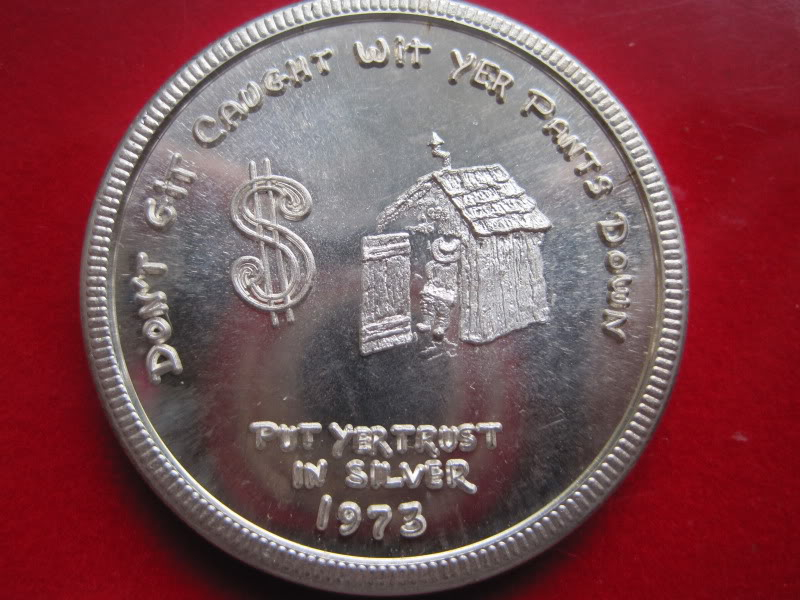 DON'T GIT CAUGHT WIT YER PANTS DOWN
$
PUT YER TRUST
IN SILVER
1973